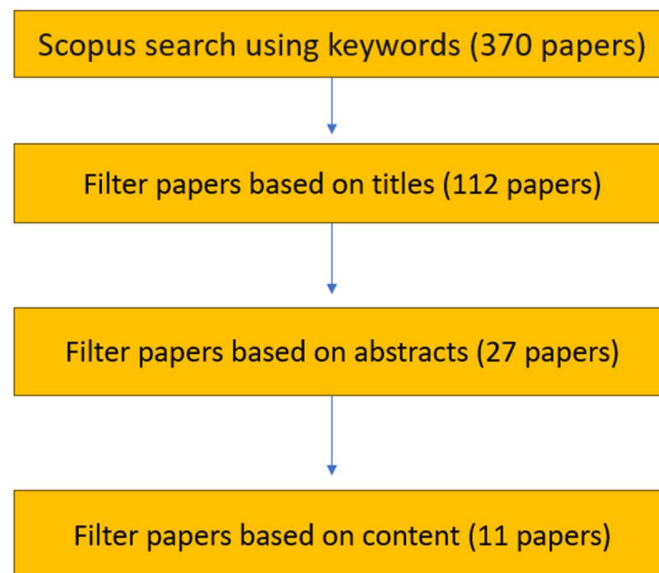 Scopus search using keywords (370 papers)
Filter papers based on titles (112 papers)
Filter papers based on abstracts (27 papers)
Filter papers based on content (11 papers)